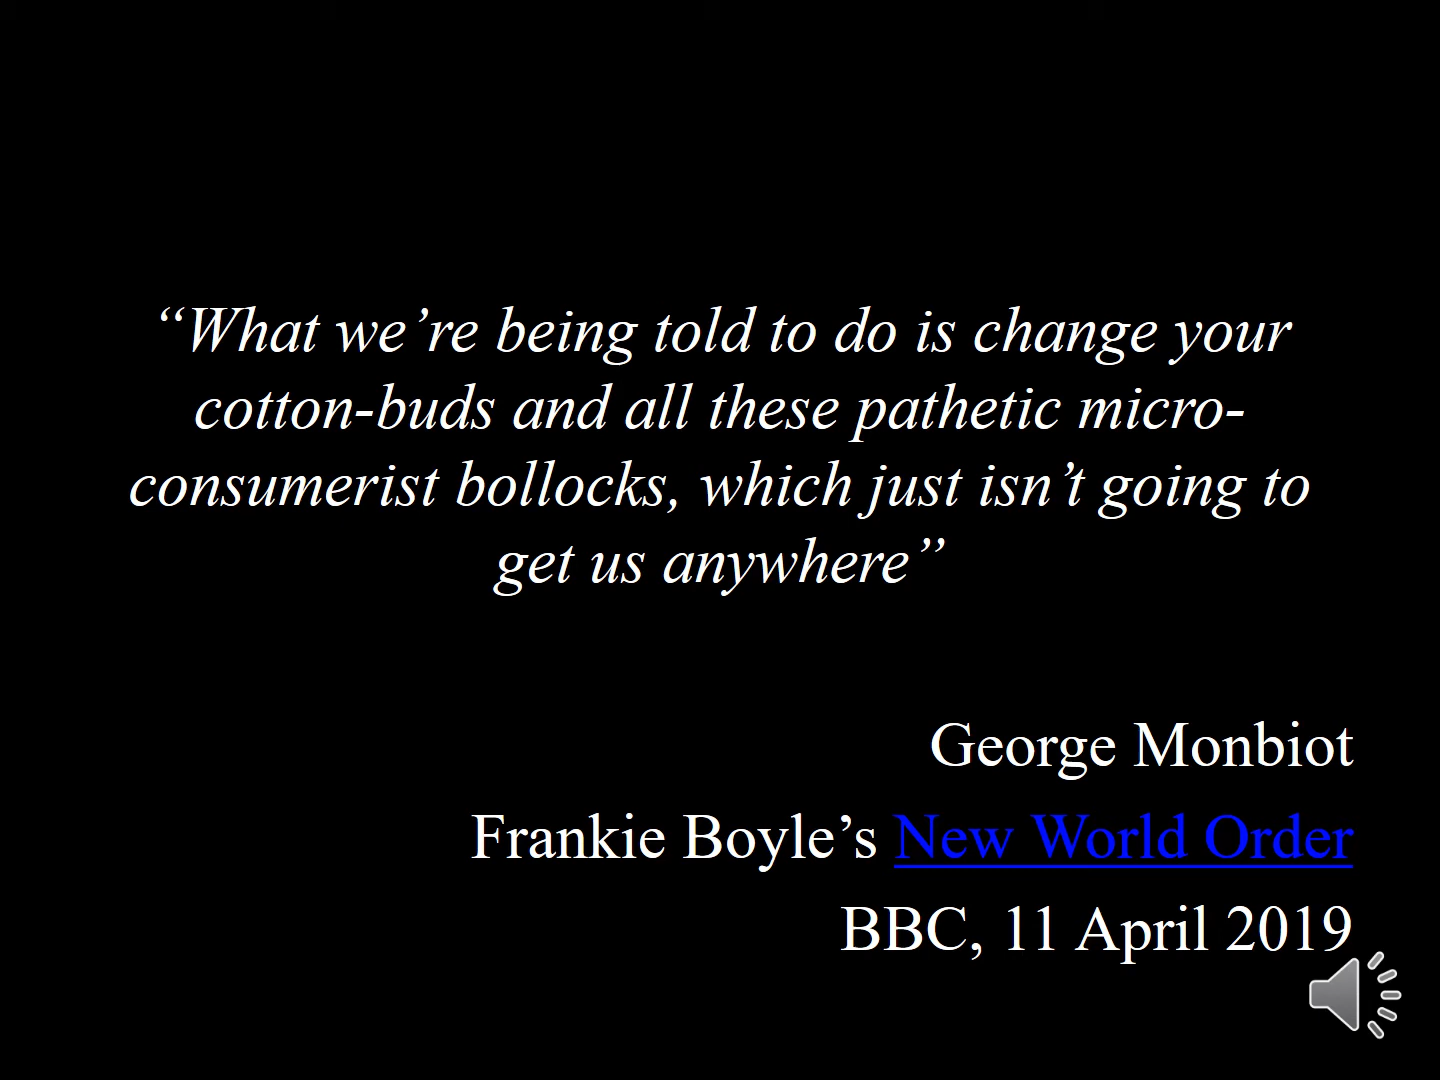 “What we’re being told to do is change your
cotton-buds and all these pathetic micro-
consumerist bollocks, which just isn’t going to
get us anywhere”
George Monbiot
Frankie Boyle’s New World Order
BBC, 11 April 2019